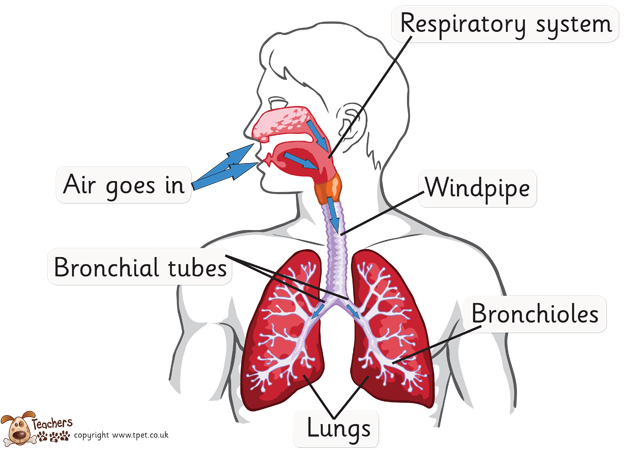 Respiratory system
Air goes in
Windpipe
Bronchial tubes
Bronchioles
Lungs
Teachers
copyright www.tpet.co.uk